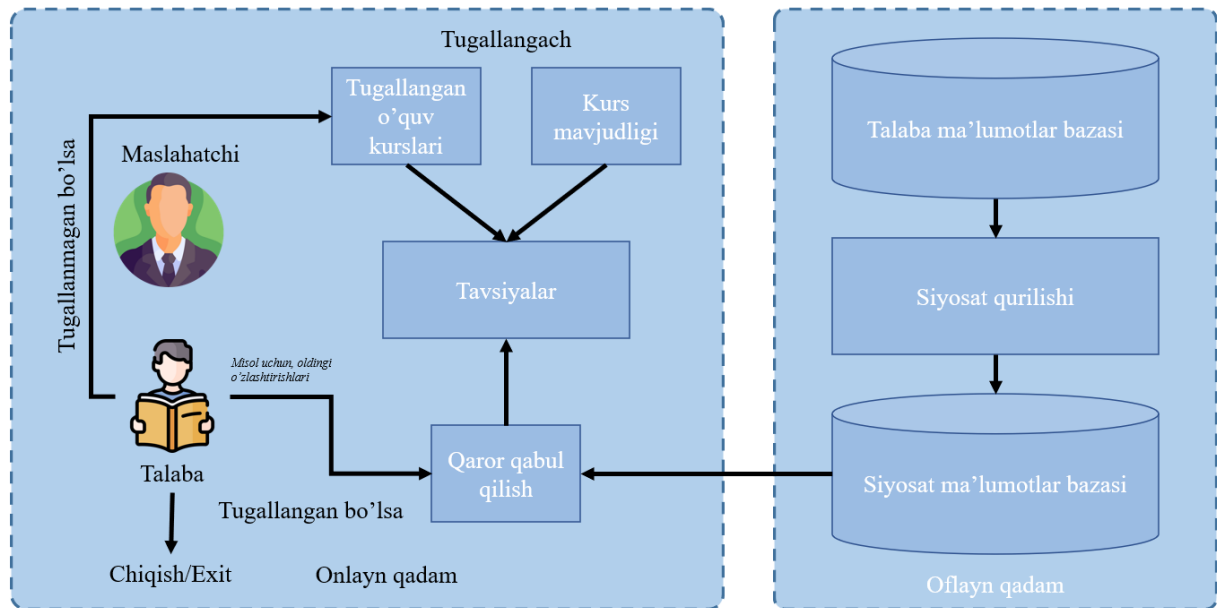 Tugallangach
Tugallangan
o’quv
kurslari
Kurs
mavjudligi
Tugallanmagan bo’lsa
Maslahatchi
Tavsiyalar
Misol uchun, oldingi
o’zlashtirishlari
Talaba
Qaror qabul
qilish
Tugallangan bo’lsa
Chiqish/Exit
Onlayn qadam
Talaba ma’lumotlar bazasi
Siyosat qurilishi
Siyosat ma’lumotlar bazasi
Oflayn qadam